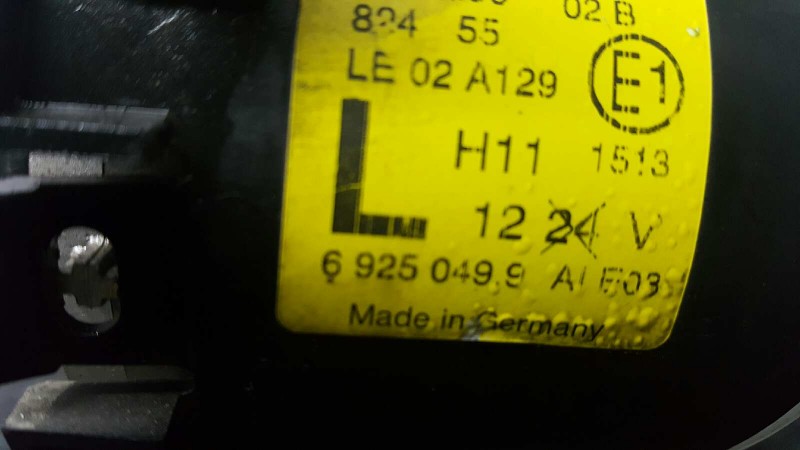 02 B
824 55
LE 02 A129
E1
L
H11 1513
12 24 V
6 925 049.9
Made in Germany